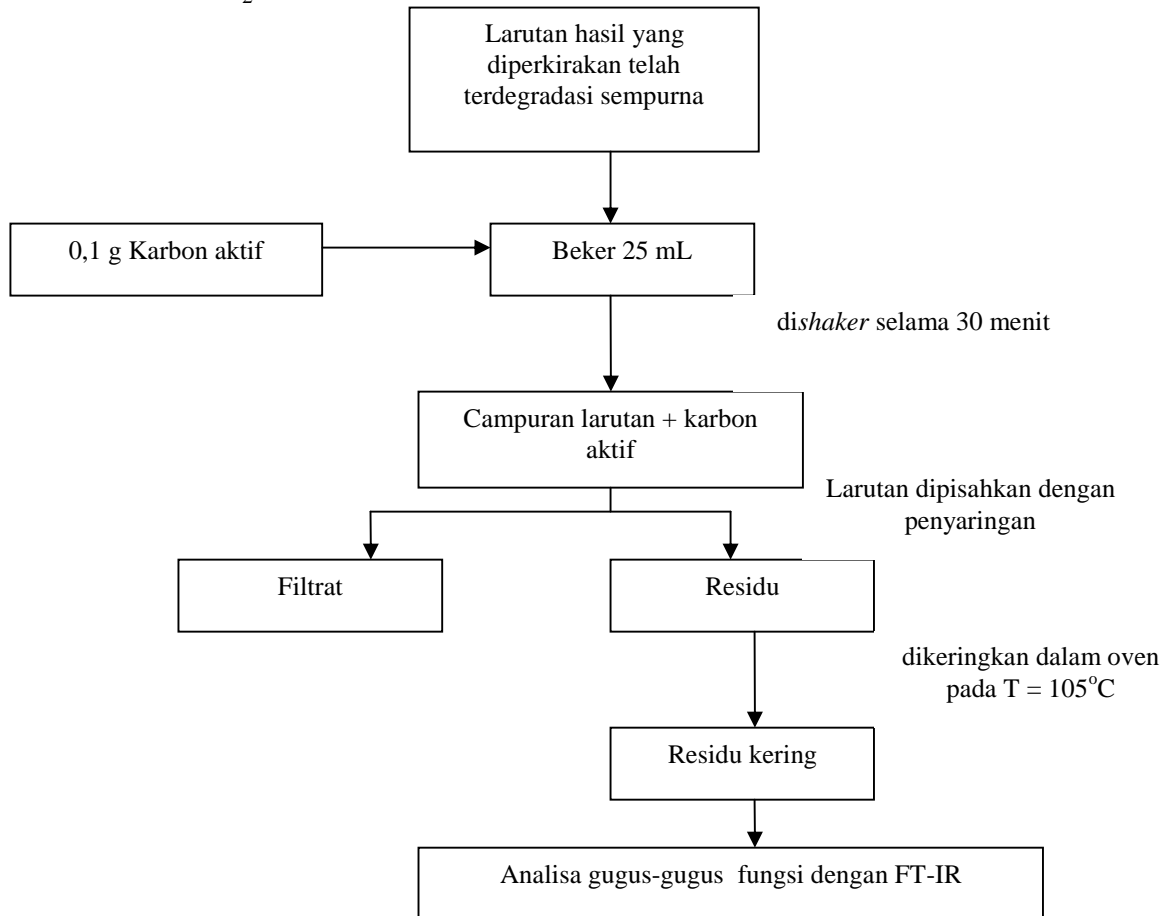 2
Larutan hasil yang
diperkirakan telah
terdegradasi sempurna
0,1 g Karbon aktif
Beker 25 mL
dishaker selama 30 menit
Campuran larutan + karbon
aktif
Larutan dipisahkan dengan
penyaringan
Filtrat
Residu
dikeringkan dalam oven
pada T = 105°C
Residu kering
Analisa gugus-gugus fungsi dengan FT-IR